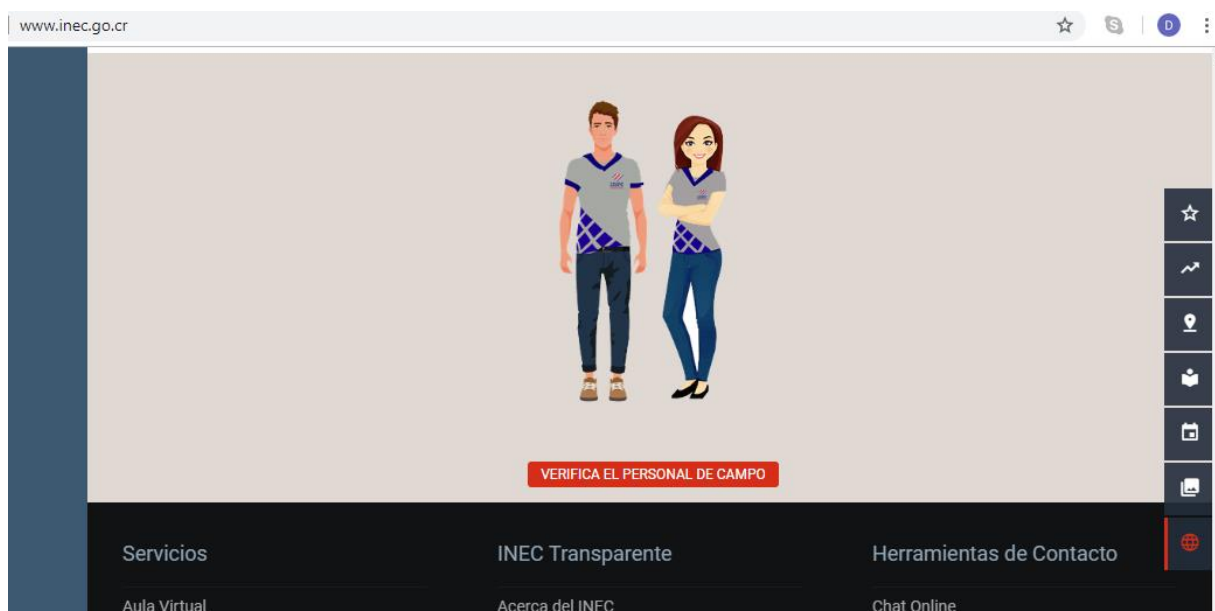 www.inec.go.cr
D
VERIFICA EL PERSONAL DE CAMPO
Servicios
INEC Transparente
Herramientas de Contacto
Aula Virtual
Acerca del INEC
Chat Online